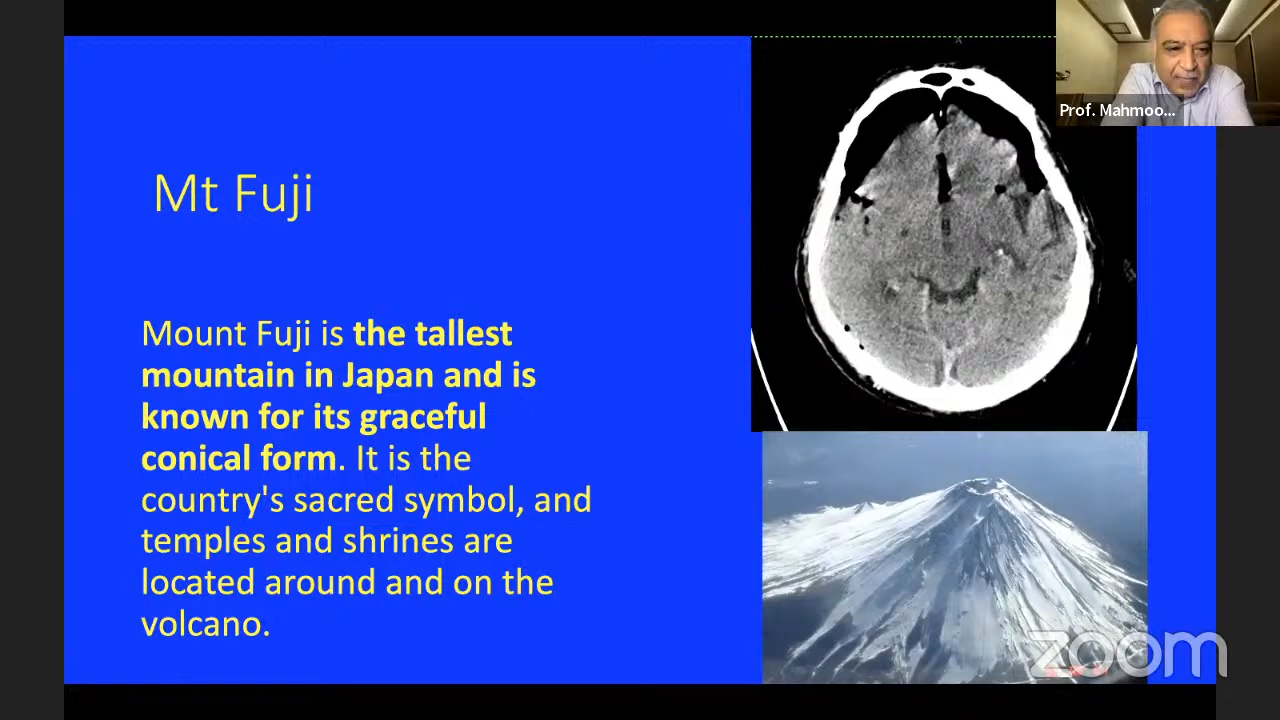 A
Prof. Mahmoo...
Mt Fuji
Mount Fuji is the tallest
mountain in Japan and is
known for its graceful
conical form. It is the
country's sacred symbol, and
temples and shrines are
located around and on the
volcano.
zoom